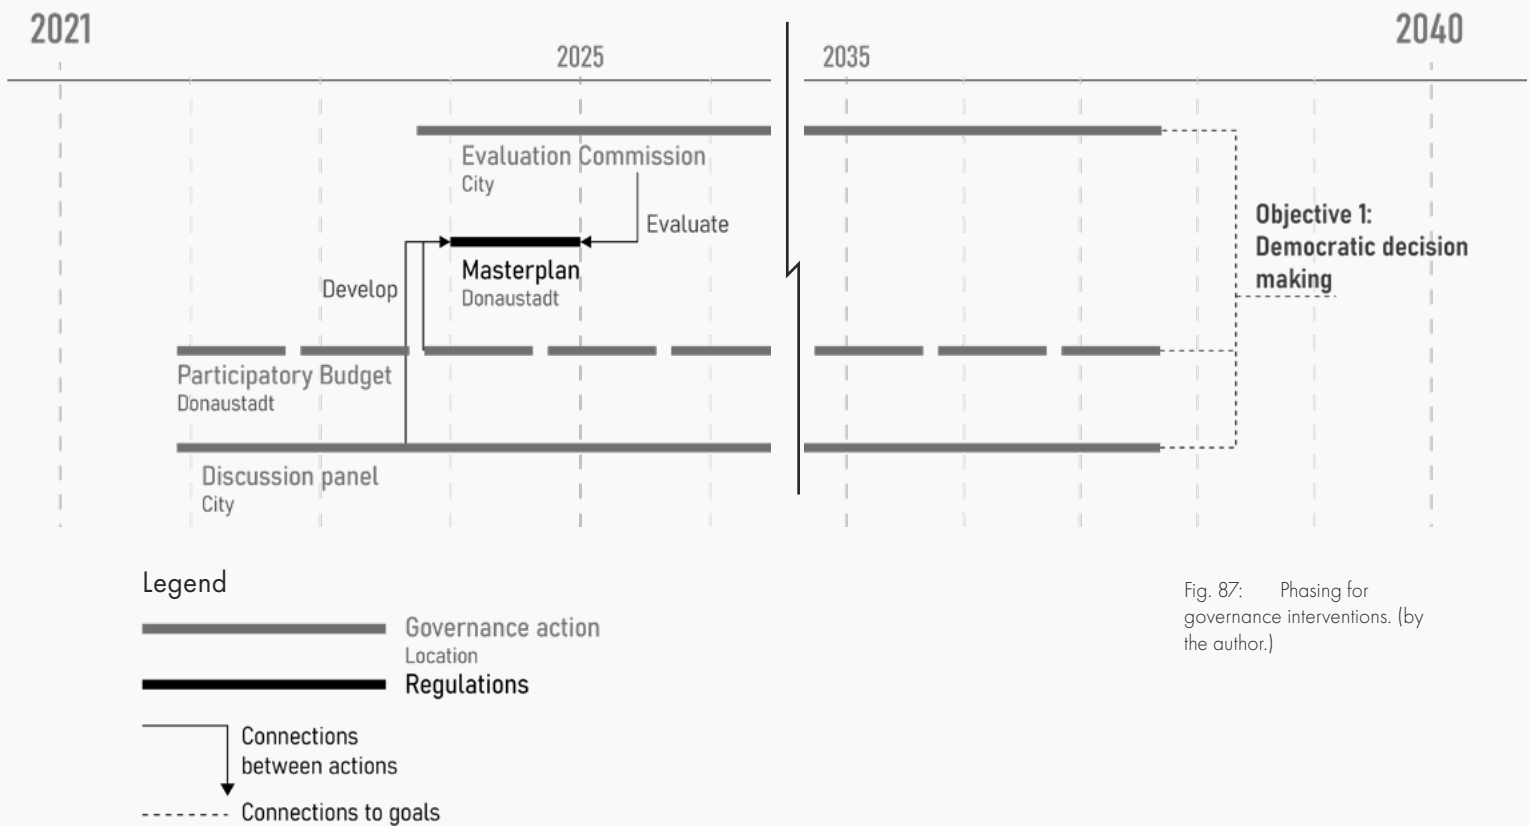 2021
2025
2035
2040
Evaluation Commission
City
Evaluate
Masterplan
Donaustadt
Develop
Participatory Budget
Donaustadt
Discussion panel
City
Objective 1:
Democratic decision
making
Legend
Governance action
Location
Regulations
Connections
between actions
Connections to goals
Fig. 87: Phasing for
governance interventions. (by
the author.)